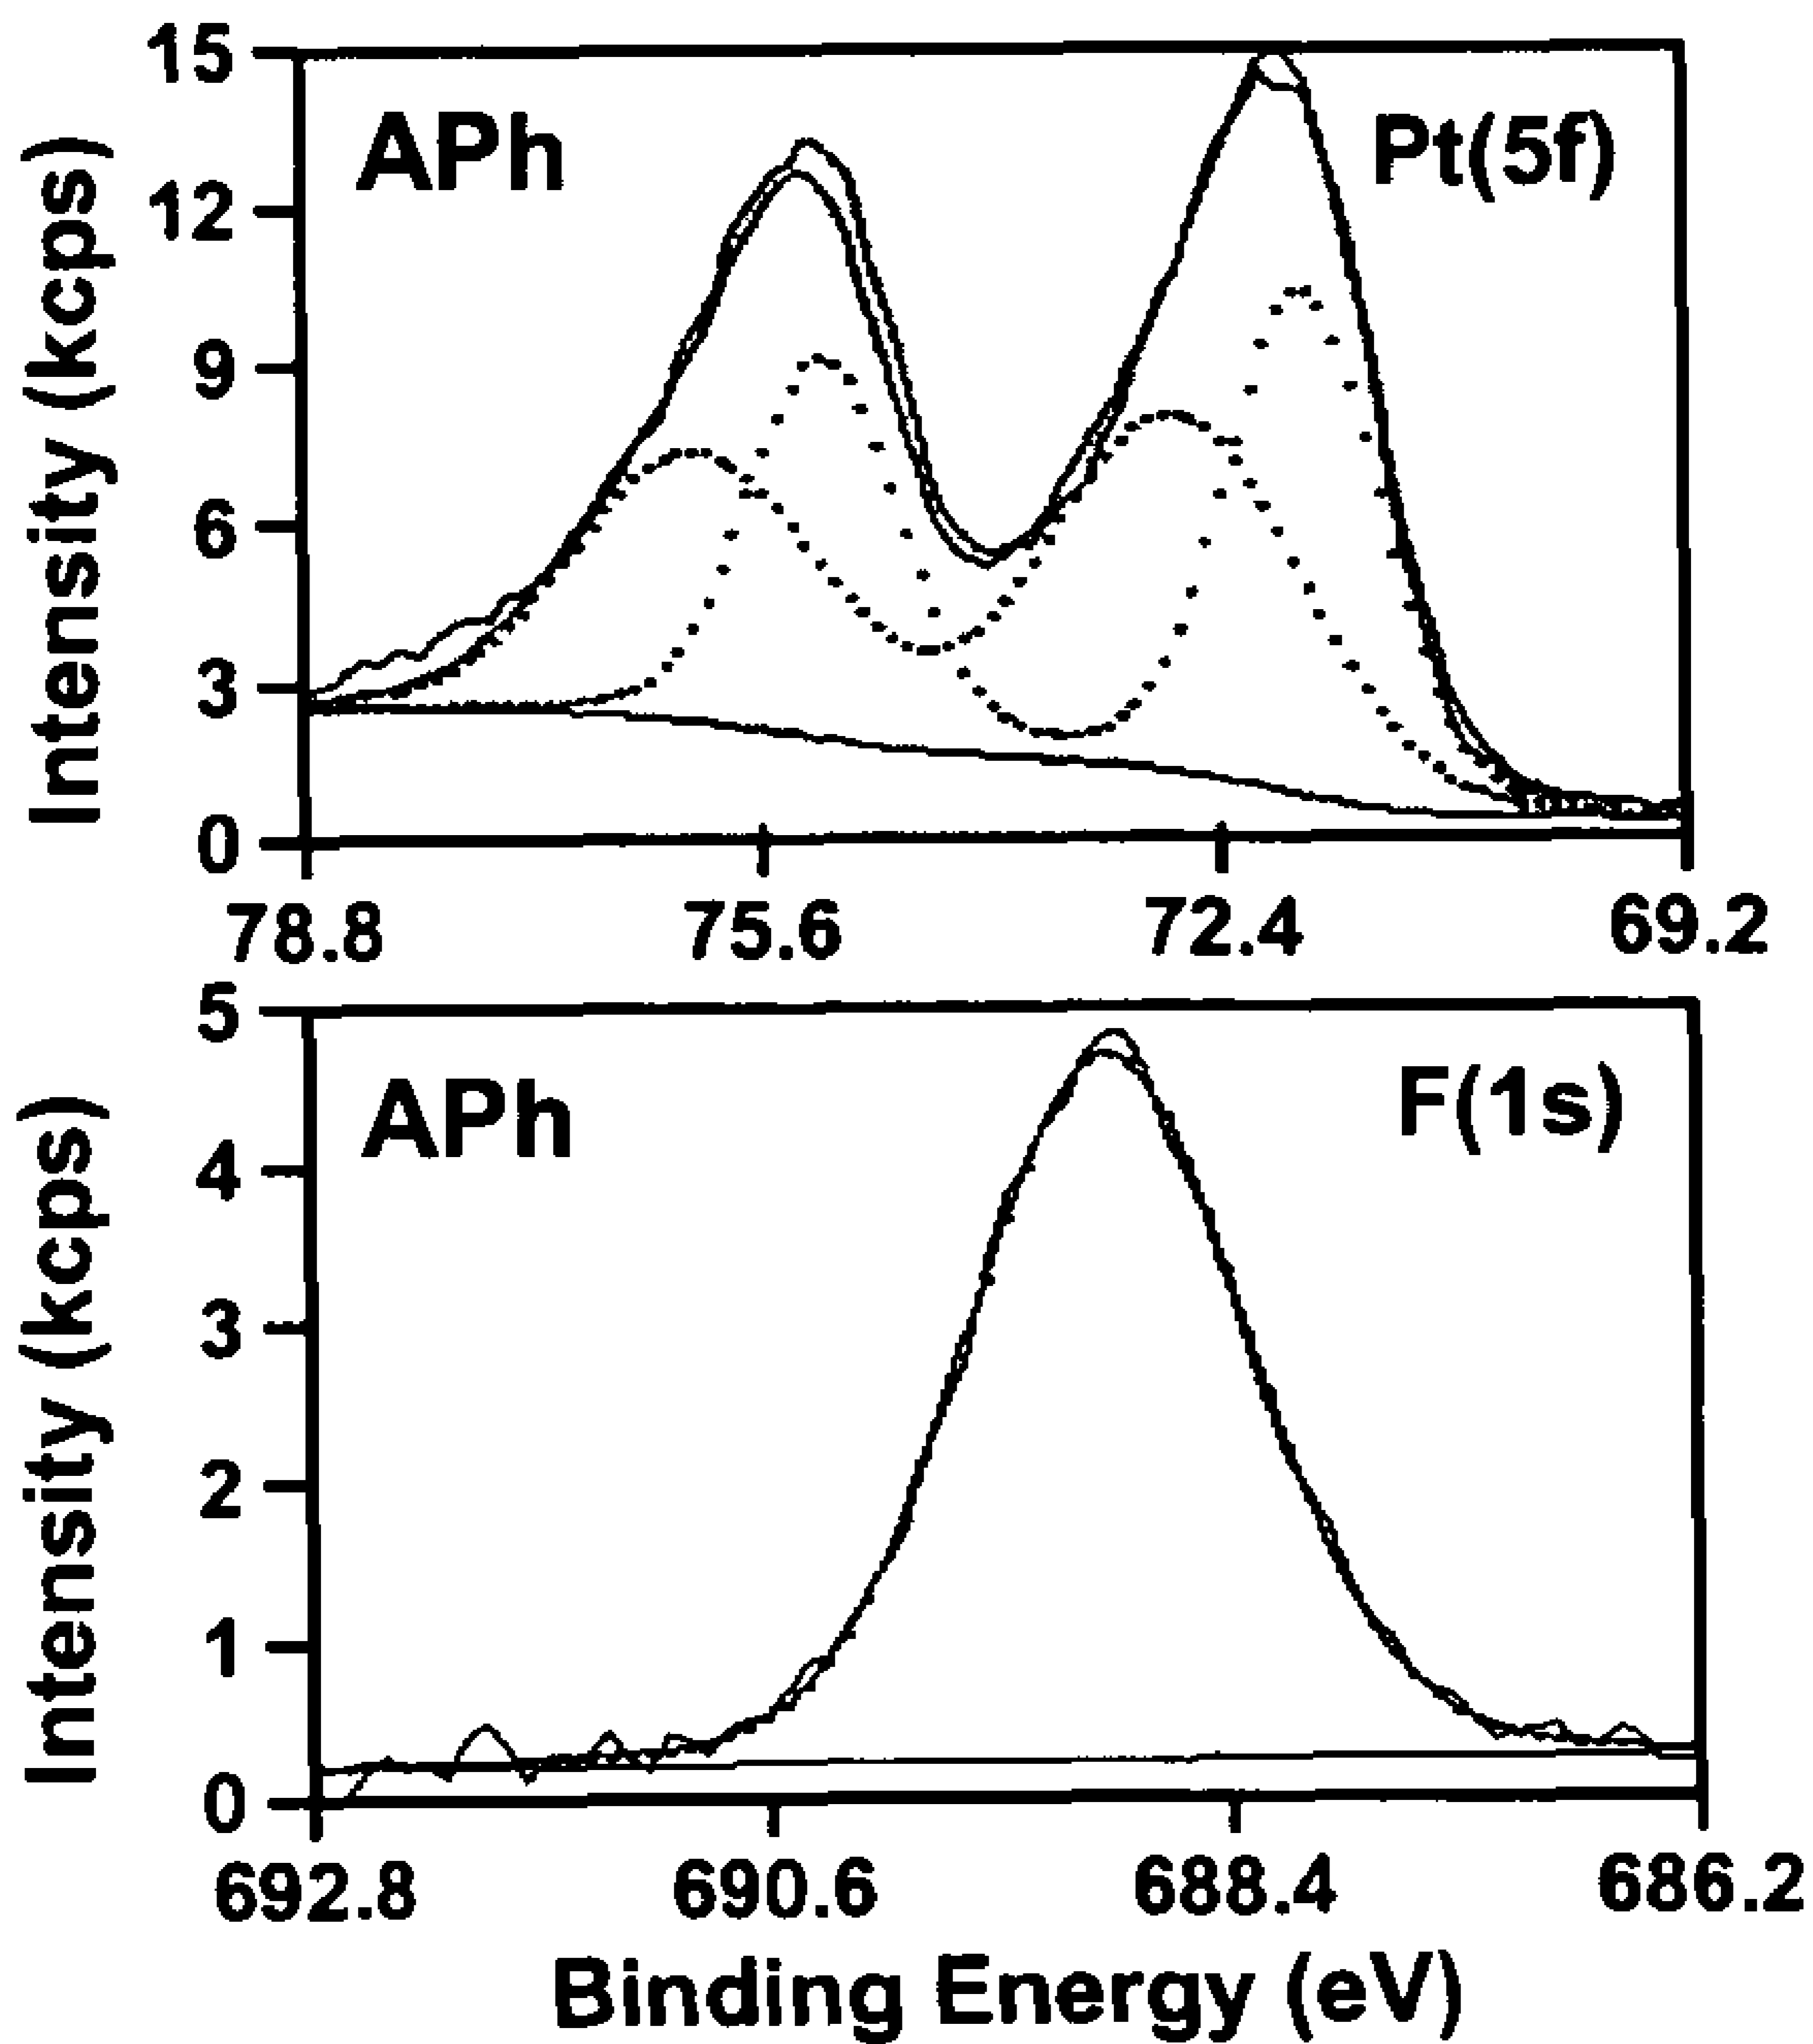 Intensity (kcps)
15
12
9
6
3
0
APh
Pt(5f)
78.8 75.6 72.4 69.2
Intensity (kcps)
5
4
3
2
1
0
APh
F(1s)
692.8 690.6 688.4 686.2
Binding Energy (eV)